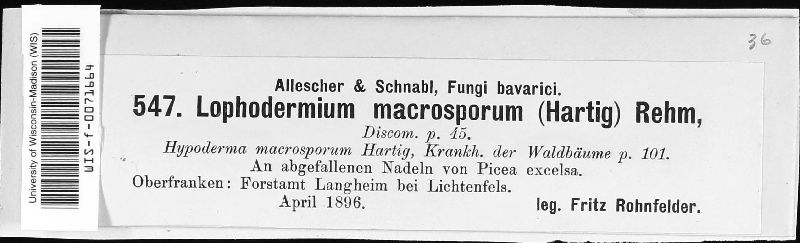 University of Wisconsin-Madison (WIS)
WIS-f-0071664
36
Allescher & Schnabl, Fungi bavarici.
547. Lophodermium macrosporum (Hartig) Rehm,
Discom. p. 45.
Hypoderma macrosporum Hartig, Krankh. der Waldbäume p. 101.
An abgefallenen Nadeln von Picea excelsa.
Oberfranken: Forstamt Langheim bei Lichtenfels.
April 1896. leg. Fritz Rohnfelder.